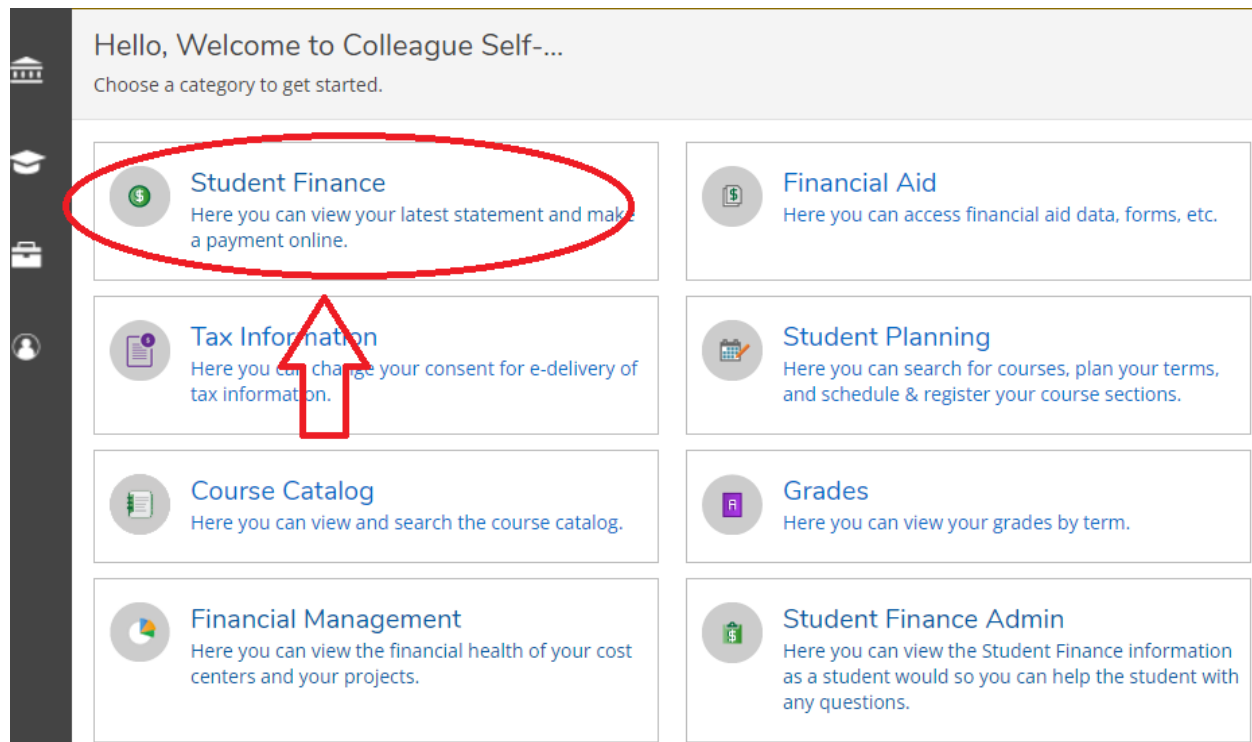 Hello, Welcome to Colleague Self-...
Choose a category to get started.
Student Finance
Here you can view your latest statement and make
a payment online.
Financial Aid
Here you can access financial aid data, forms, etc.
Tax Information
Here you can change your consent for e-delivery of
tax information.
Student Planning
Here you can search for courses, plan your terms,
and schedule & register your course sections.
Course Catalog
Here you can view and search the course catalog.
Grades
Here you can view your grades by term.
Financial Management
Here you can view the financial health of your cost
centers and your projects.
Student Finance Admin
Here you can view the Student Finance information
as a student would so you can help the student with
any questions.